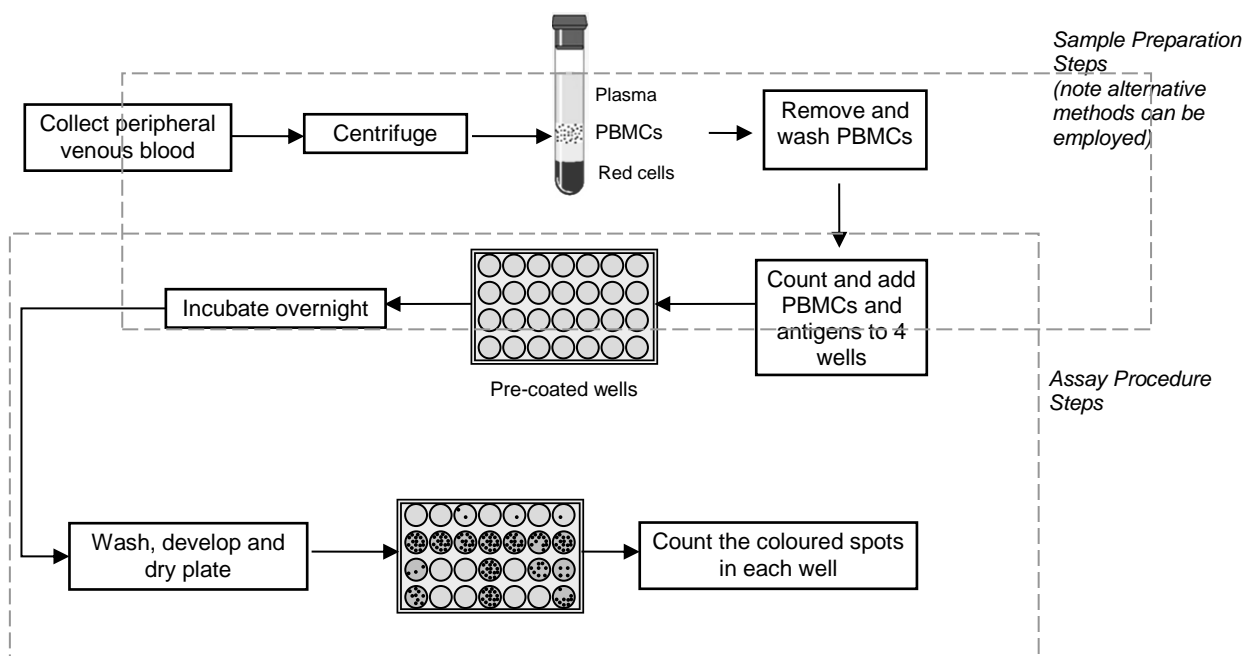 Sample Preparation
Steps
(note alternative
methods can be
employed)
Collect peripheral
venous blood
Centrifuge
Plasma
PBMCs
Red cells
Remove and
wash PBMCs
Incubate overnight
Pre-coated wells
Count and add
PBMCs and
antigens to 4
wells
Assay Procedure
Steps
Wash, develop and
dry plate
Count the coloured spots
in each well